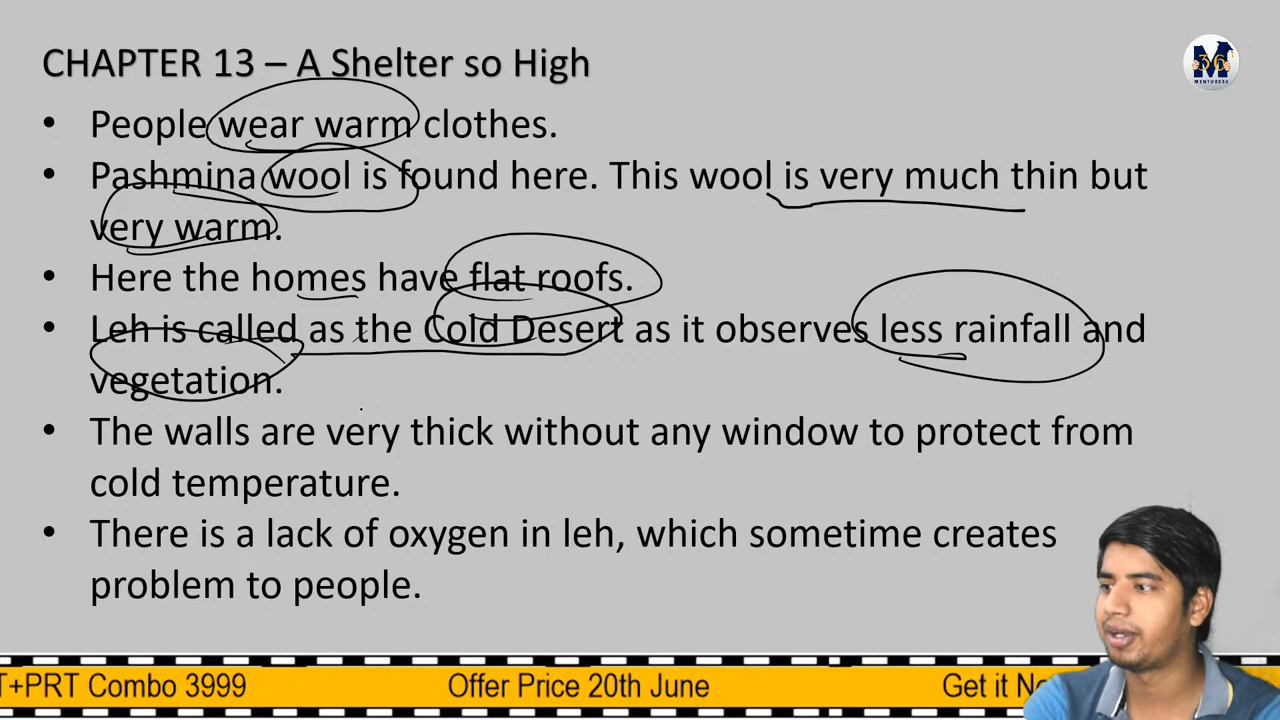 CHAPTER 13 – A Shelter so High
• People wear warm clothes.
• Pashmina wool is found here. This wool is very much thin but
very warm.
• Here the homes have flat roofs.
• Leh is called as the Cold Desert as it observes less rainfall and
vegetation.
• The walls are very thick without any window to protect from
cold temperature.
• There is a lack of oxygen in leh, which sometime creates
problem to people.
T+PRT Combo 3999 Offer Price 20th June Get it